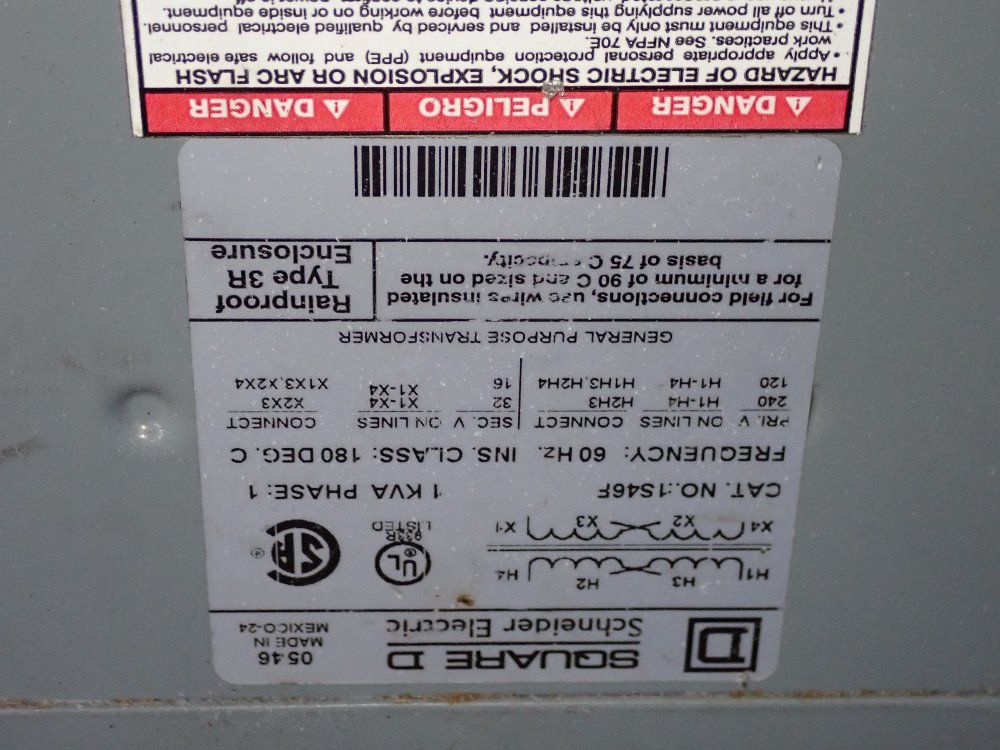 SQUARE D
Schneider Electric
05 46
MADE IN
MEXICO-24
H1 H3 H2 H4
X4 X2 X3 X1
UL ®
LISTED
933R
SA ®
CAT. NO.:1S46F 1 KVA PHASE: 1
FREQUENCY: 60 Hz. INS. CLASS: 180 DEG. C
PRI. V ON LINES CONNECT SEC. V ON LINES CONNECT
240 H1-H4 H2H3 32 X1-X4 X2X3
120 H1-H4 H1H3,H2H4 16 X1-X4 X1X3,X2X4
GENERAL PURPOSE TRANSFORMER
For field connections, use wires insulated
for a minimum of 90 C and sized on the
basis of 75 C capacity.
Rainproof
Type 3R
Enclosure
⚠ DANGER ⚠ PELIGRO ⚠ DANGER
HAZARD OF ELECTRIC SHOCK, EXPLOSION OR ARC FLASH
• Apply appropriate personal protection equipment (PPE) and follow safe electrical
work practices. See NFPA 70E.
• This equipment must only be installed and serviced by qualified electrical personnel.
• Turn off all power supplying this equipment before working on or inside equipment.